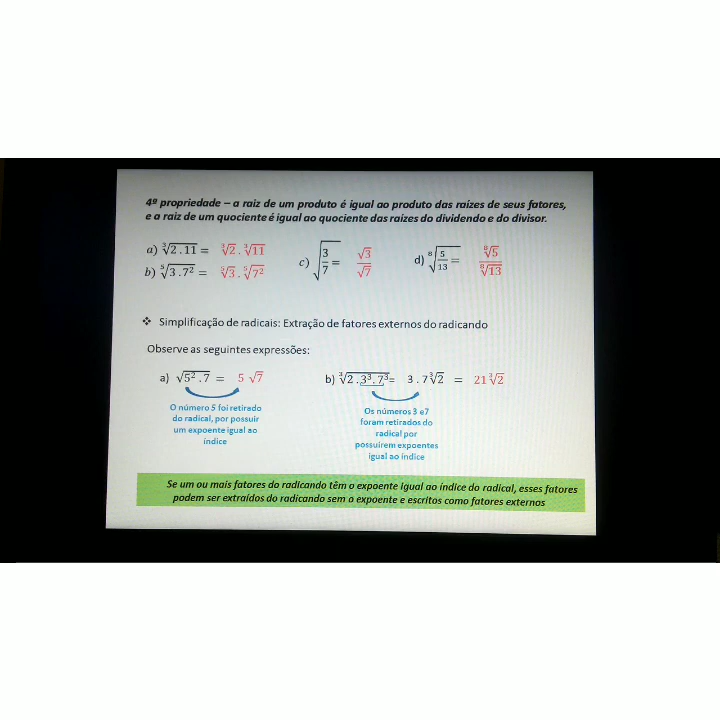 4ª propriedade – a raiz de um produto é igual ao produto das raízes de seus fatores,
e a raiz de um quociente é igual ao quociente das raízes do dividendo e do divisor.
a) ∛2 . 11 = ∛2 . ∛11
c) √3/7 = √3/√7
d) ⁸√5/13 = ⁸√5/⁸√13
b) ⁵√3 . 7² = ⁵√3 . ⁵√7²
❖ Simplificação de radicais: Extração de fatores externos do radicando
Observe as seguintes expressões:
a) √5² . 7 = 5 √7
b) ∛2 . 3³ . 7³ = 3 . 7∛2 = 21∛2
O número 5 foi retirado
do radical, por possuir
um expoente igual ao
índice
Os números 3 e7
foram retirados do
radical por
possuírem expoentes
igual ao índice
Se um ou mais fatores do radicando têm o expoente igual ao índice do radical, esses fatores
podem ser extraídos do radicando sem o expoente e escritos como fatores externos